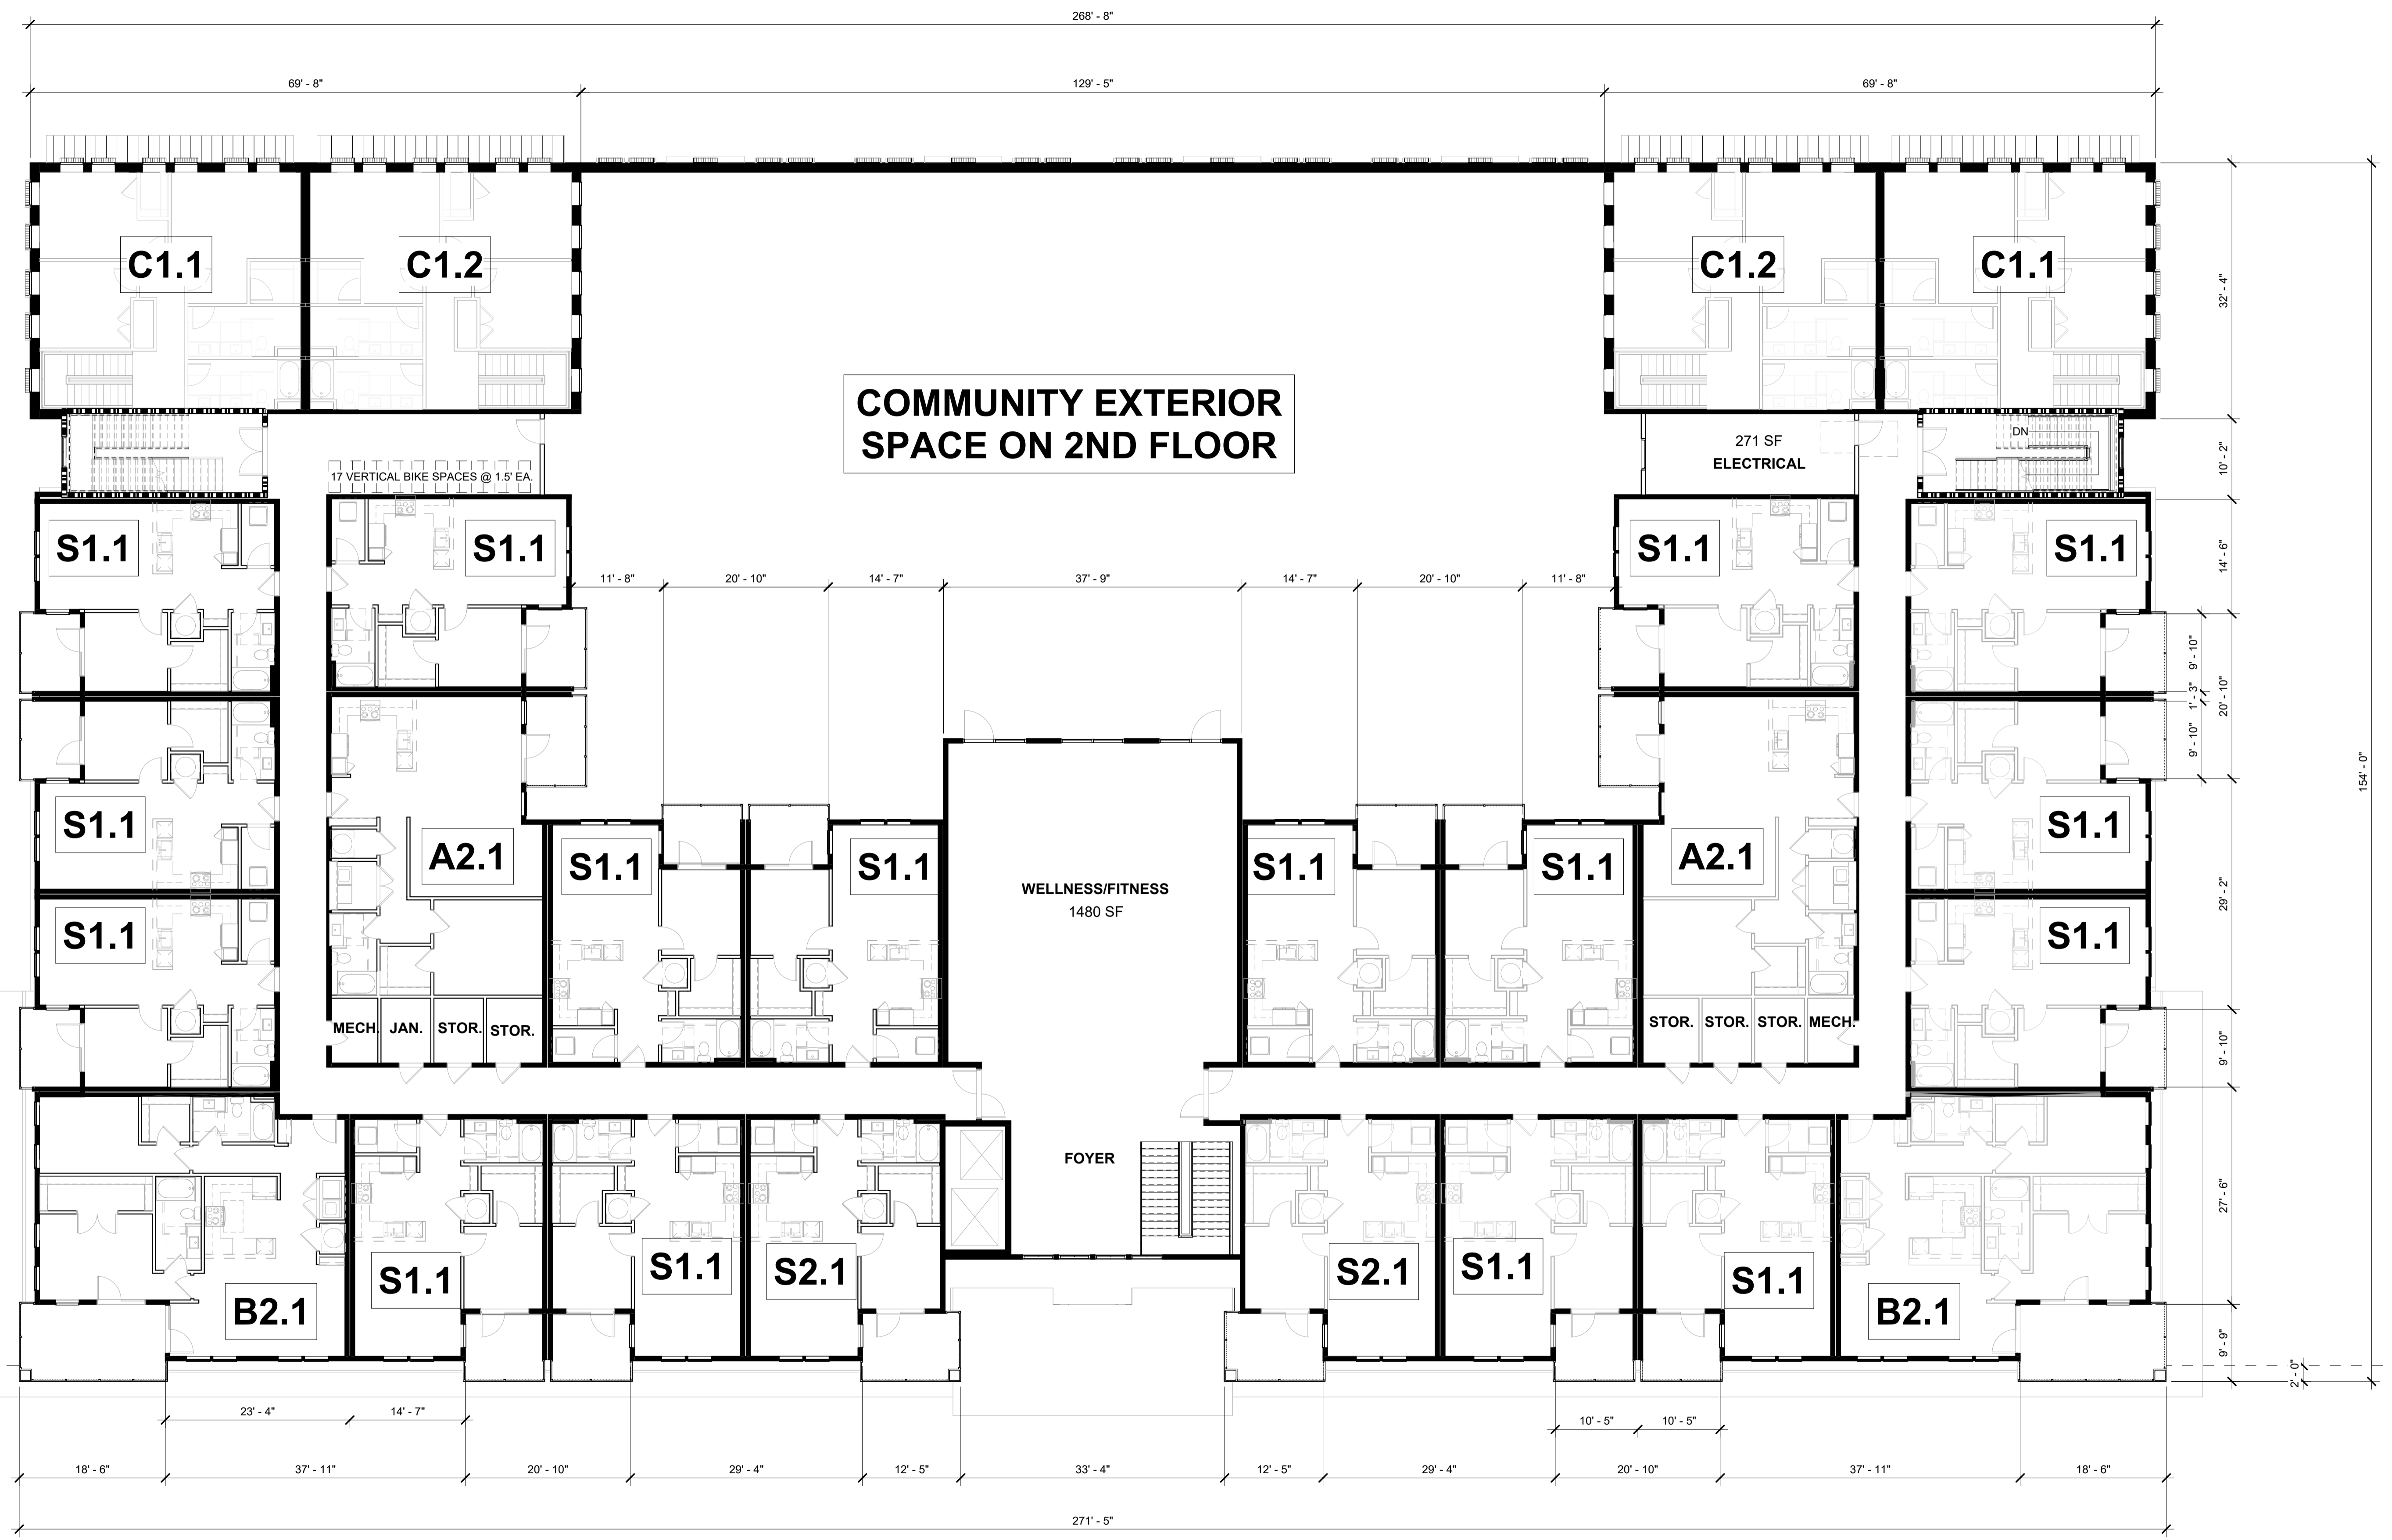 268' - 8"
69' - 8"
129' - 5"
69' - 8"
C1.1
C1.2
C1.2
C1.1
32' - 4"
COMMUNITY EXTERIOR
SPACE ON 2ND FLOOR
DN
271 SF
ELECTRICAL
10' - 2"
17 VERTICAL BIKE SPACES @ 1.5' EA.
S1.1
S1.1
S1.1
S1.1
14' - 6"
11' - 8"
20' - 10"
14' - 7"
37' - 9"
14' - 7"
20' - 10"
11' - 8"
9' - 10"
1' - 3"
9' - 10"
20' - 10"
154' - 0"
S1.1
A2.1
S1.1
S1.1
WELLNESS/FITNESS
1480 SF
S1.1
S1.1
A2.1
S1.1
29' - 2"
S1.1
S1.1
MECH.
JAN.
STOR.
STOR.
STOR.
STOR.
STOR.
MECH.
9' - 10"
FOYER
27' - 6"
B2.1
S1.1
S1.1
S2.1
S2.1
S1.1
S1.1
B2.1
9' - 9"
2' - 0"
23' - 4"
14' - 7"
10' - 5"
10' - 5"
18' - 6"
37' - 11"
20' - 10"
29' - 4"
12' - 5"
33' - 4"
12' - 5"
29' - 4"
20' - 10"
37' - 11"
18' - 6"
271' - 5"